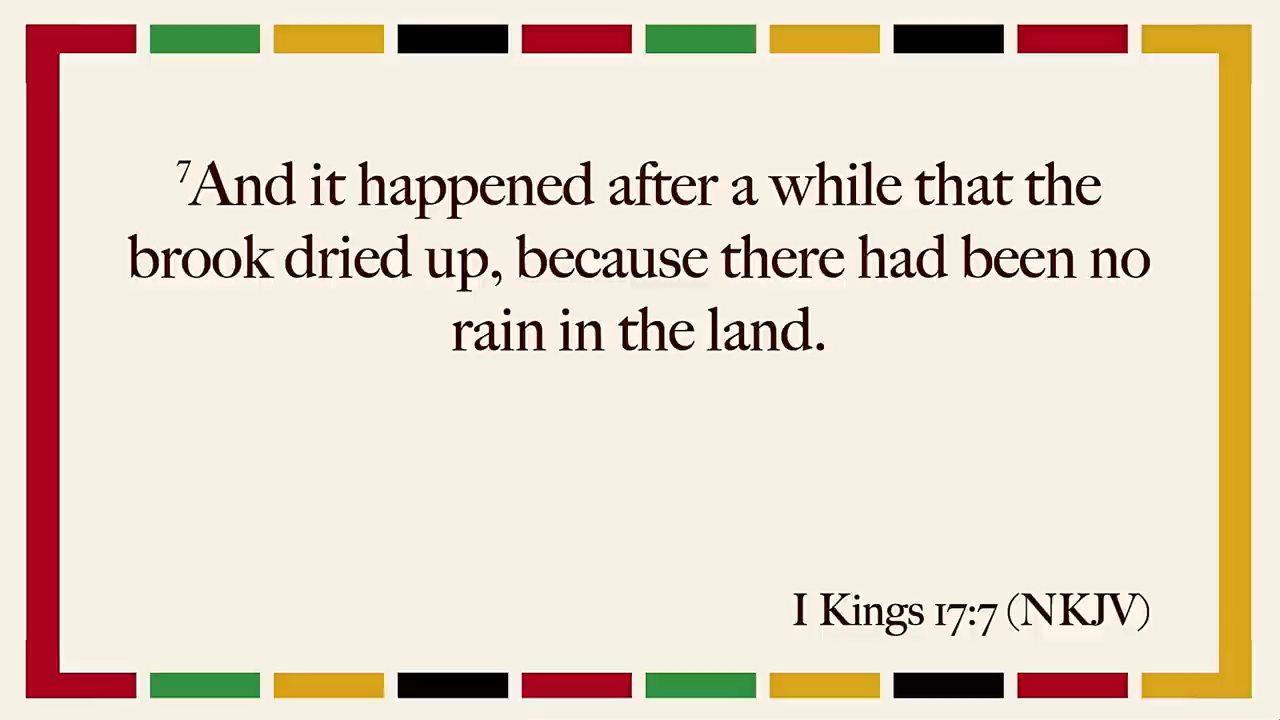 ⁷And it happened after a while that the
brook dried up, because there had been no
rain in the land.
I Kings 17:7 (NKJV)